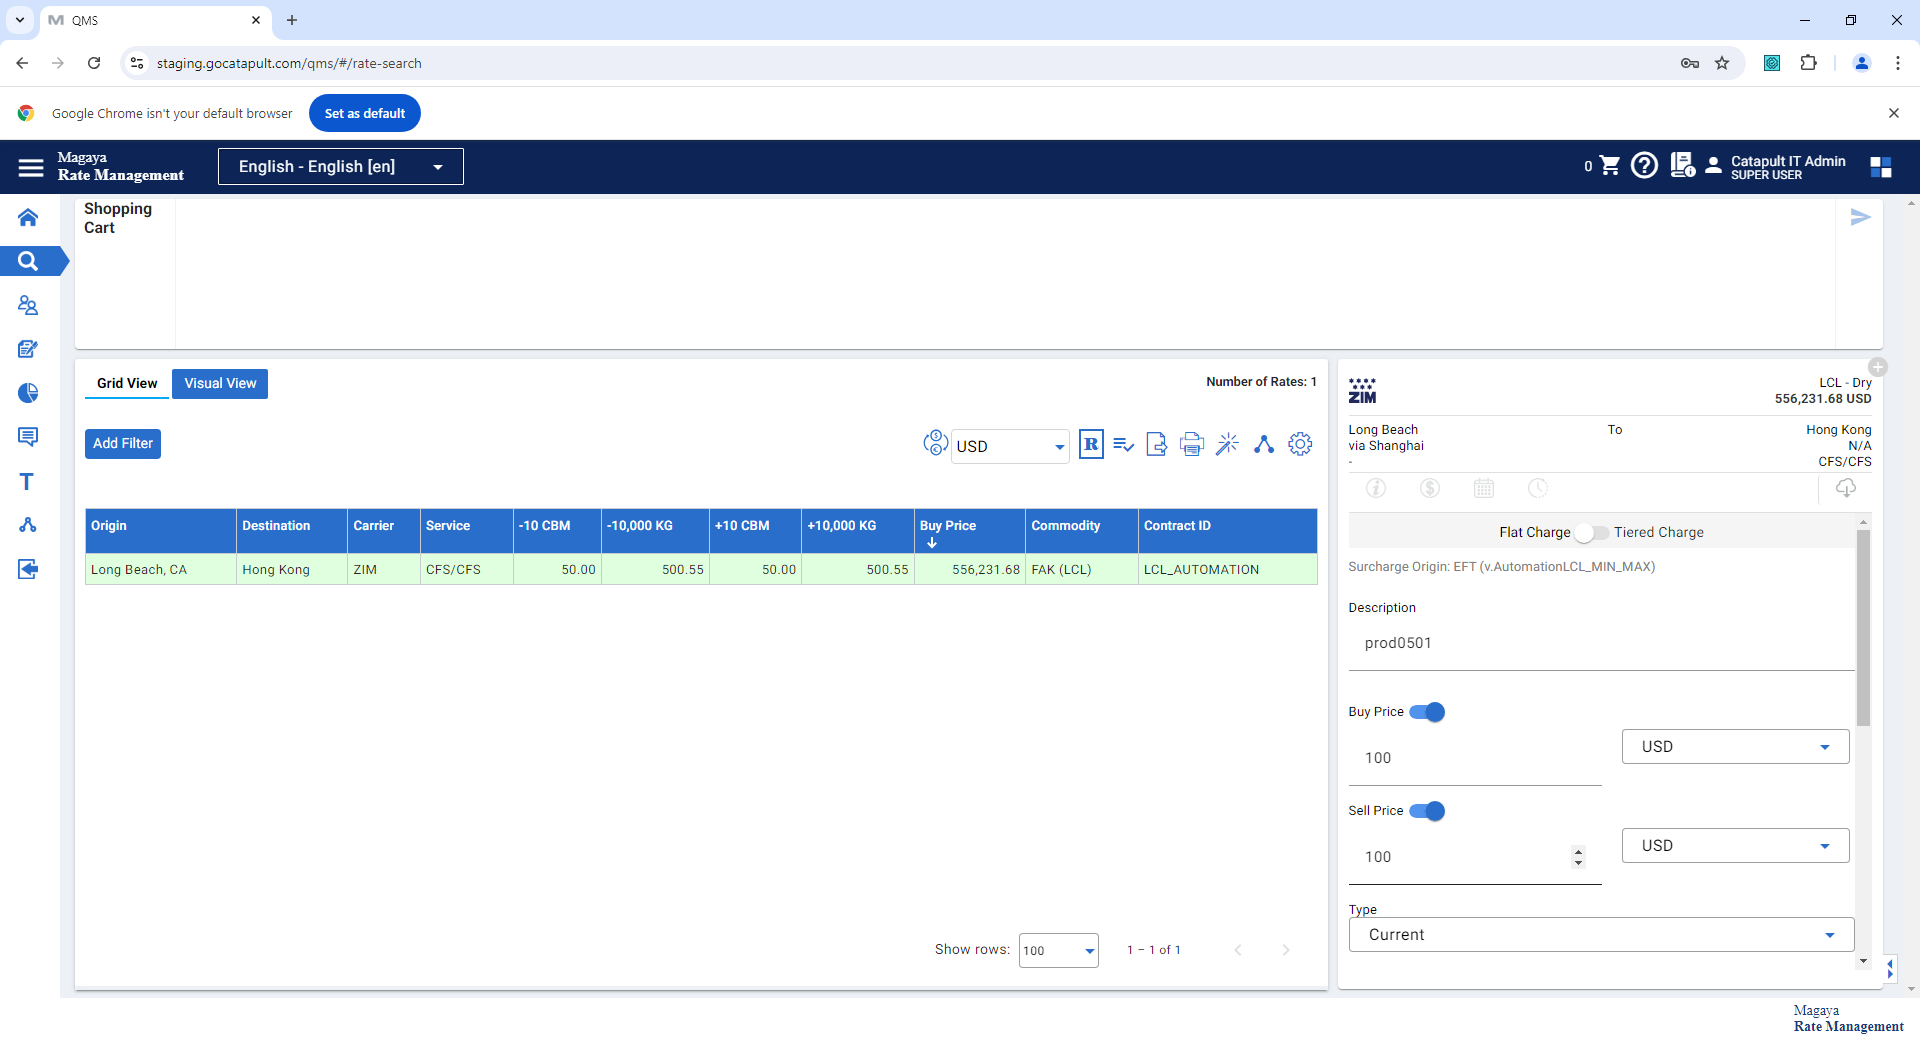 QMS
staging.gocatapult.com/qms/#/rate-search
Google Chrome isn't your default browser
Set as default
Magaya
Rate Management
English - English [en]
0
Catapult IT Admin
SUPER USER
Shopping
Cart
Grid View
Visual View
Number of Rates: 1
Add Filter
USD
R
Origin
Destination
Carrier
Service
-10 CBM
-10,000 KG
+10 CBM
+10,000 KG
Buy Price
Commodity
Contract ID
Long Beach, CA
Hong Kong
ZIM
CFS/CFS
50.00
500.55
50.00
500.55
556,231.68
FAK (LCL)
LCL_AUTOMATION
Show rows:
100
1 – 1 of 1
ZIM
LCL - Dry
556,231.68 USD
Long Beach
To
Hong Kong
via Shanghai
N/A
-
CFS/CFS
Flat Charge
Tiered Charge
Surcharge Origin: EFT (v.AutomationLCL_MIN_MAX)
Description
prod0501
Buy Price
100
USD
Sell Price
100
USD
Type
Current
T
Magaya
Rate Management